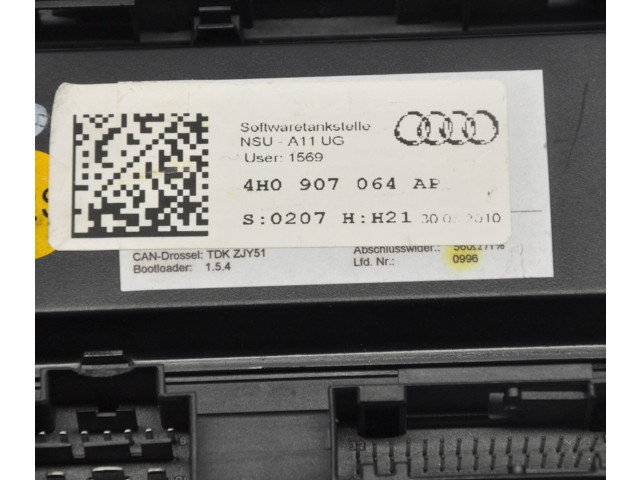 Softwaretankstelle
NSU - A11 UG
User: 1569
4H0 907 064
S:0207 H:H21 2010
CAN-Drossel: TDK ZJY51
Bootloader: 1.5.4
Abschlusswider.:
Lfd. Nr.: 0996